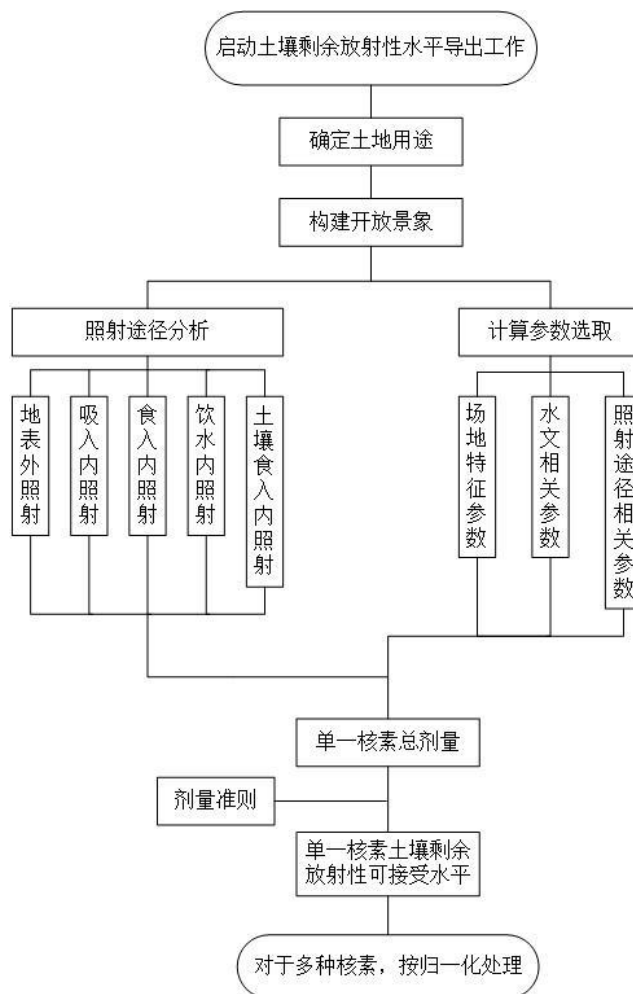 启动土壤剩余放射性水平导出工作
确定土地用途
构建开放景象
照射途径分析
计算参数选取
地表外照射
吸入内照射
食入内照射
饮水内照射
土壤食入内照射
场地特征参数
水文相关参数
照射途径相关参数
单一核素总剂量
剂量准则
单一核素土壤剩余
放射性可接受水平
对于多种核素，按归一化处理